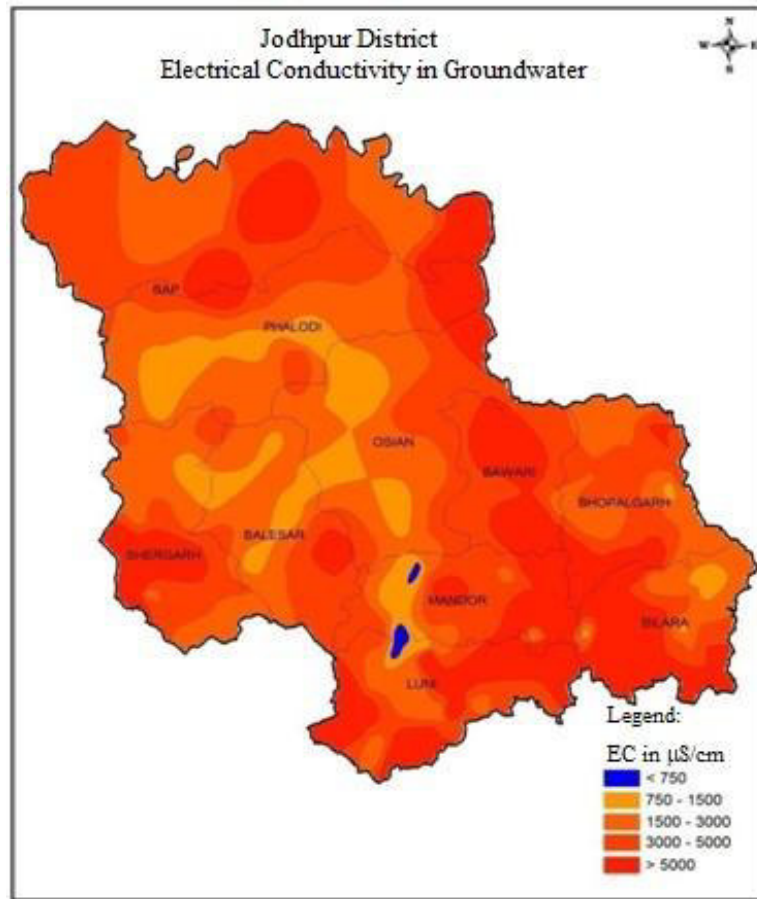 Jodhpur District
Electrical Conductivity in Groundwater
N
W E
S
BAP
PHALODI
OSIAN
BAWARI
BHOPALGARH
BALESAR
SHERGARH
MANDOR
BILARA
LUNI
Legend:
EC in µS/cm
< 750
750 - 1500
1500 - 3000
3000 - 5000
> 5000